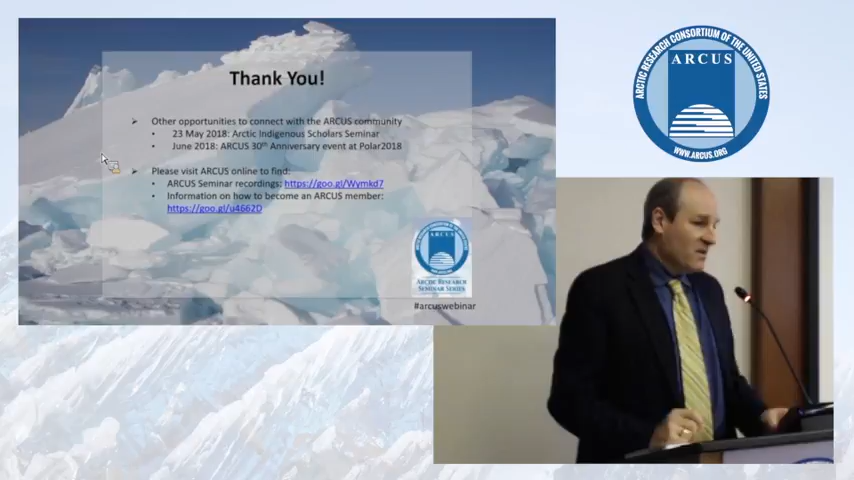 Thank You!
Other opportunities to connect with the ARCUS community
23 May 2018: Arctic Indigenous Scholars Seminar
June 2018: ARCUS 30th Anniversary event at Polar2018
Please visit ARCUS online to find:
ARCUS Seminar recordings: https://goo.gl/Wymkd7
Information on how to become an ARCUS member:
https://goo.gl/u4662D
ARCUS
ARCTIC RESEARCH
SEMINAR SERIES
#arcuswebinar
ARCTIC RESEARCH CONSORTIUM OF THE UNITED STATES
ARCUS
WWW.ARCUS.ORG